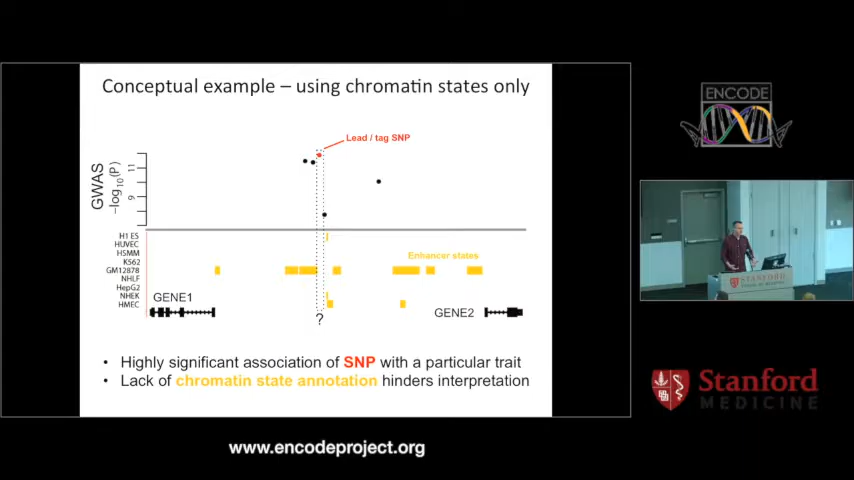 Conceptual example – using chromatin states only
ENCODE
Lead / tag SNP
GWAS
–log10(P)
11
9
H1 ES
HUVEC
HSMM
K562
GM12878
NHLF
HepG2
NHEK
HMEC
Enhancer states
GENE1
GENE2
?
• Highly significant association of SNP with a particular trait
• Lack of chromatin state annotation hinders interpretation
STANFORD
Stanford
MEDICINE
www.encodeproject.org